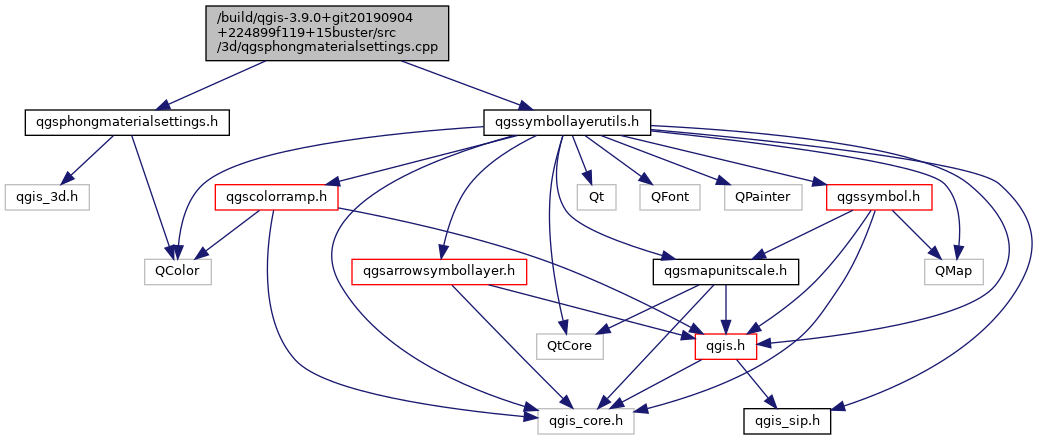 /build/qgis-3.9.0+git20190904
+224899f119+15buster/src
/3d/qgsphongmaterialsettings.cpp
qgsphongmaterialsettings.h
qgssymbollayerutils.h
qgis_3d.h
qgscolorramp.h
Qt
QFont
QPainter
qgssymbol.h
QColor
qgsarrowsymbollayer.h
qgsmapunitscale.h
QMap
QtCore
qgis.h
qgis_core.h
qgis_sip.h